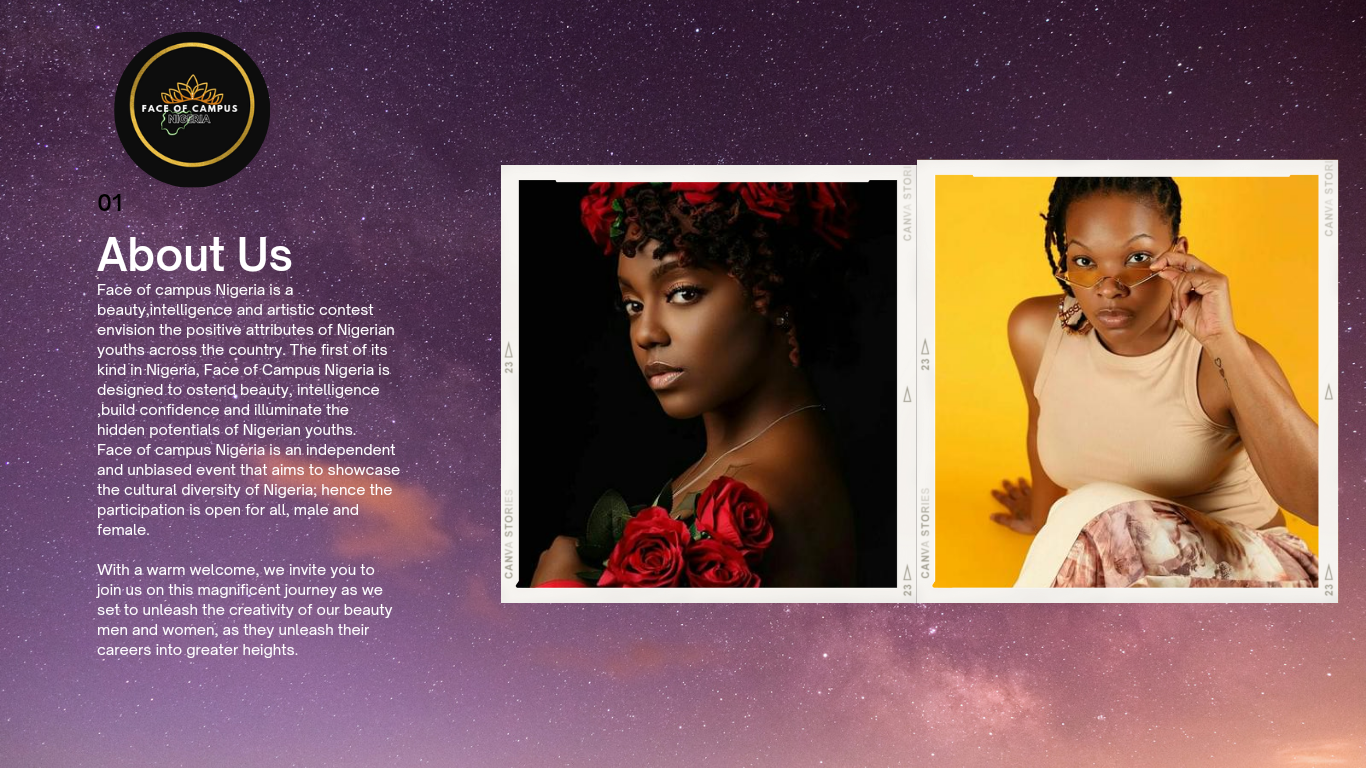 FACE OF CAMPUS
NIGERIA
01
About Us
Face of campus Nigeria is a
beauty,intelligence and artistic contest
envision the positive attributes of Nigerian
youths across the country. The first of its
kind in Nigeria, Face of Campus Nigeria is
designed to ostend beauty, intelligence
,build confidence and illuminate the
hidden potentials of Nigerian youths.
Face of campus Nigeria is an independent
and unbiased event that aims to showcase
the cultural diversity of Nigeria; hence the
participation is open for all, male and
female.
With a warm welcome, we invite you to
join us on this magnificent journey as we
set to unleash the creativity of our beauty
men and women, as they unleash their
careers into greater heights.
23
CANVA STORIES
CANVA STORI
23
23
CANVA STORIES
CANVA STORI
23